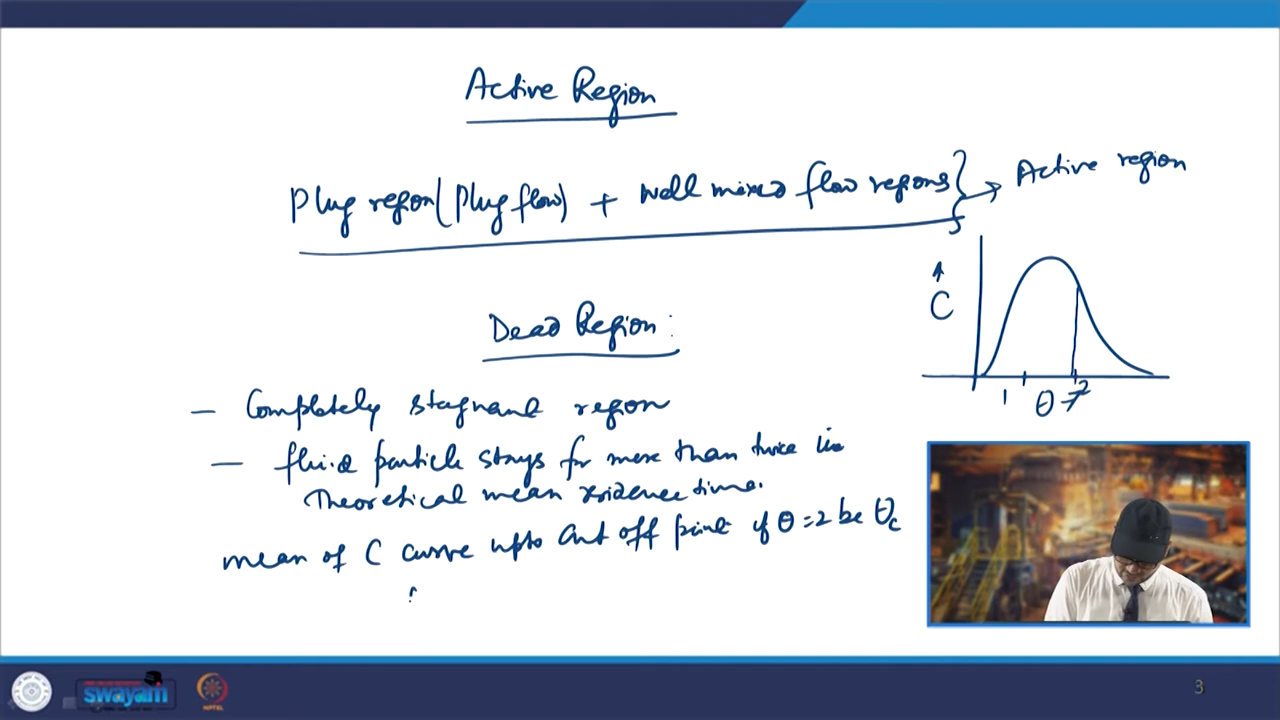 Active Region
Plug region (Plug flow) + well mixed flow regions} → Active region
C
1 2
θ →
Dead Region:
— Completely stagnant region
— fluid particle stays for more than twice the
Theoretical mean residence time.
mean of C curve upto cut off point of θ=2 be θc
swayam
NPTEL
3